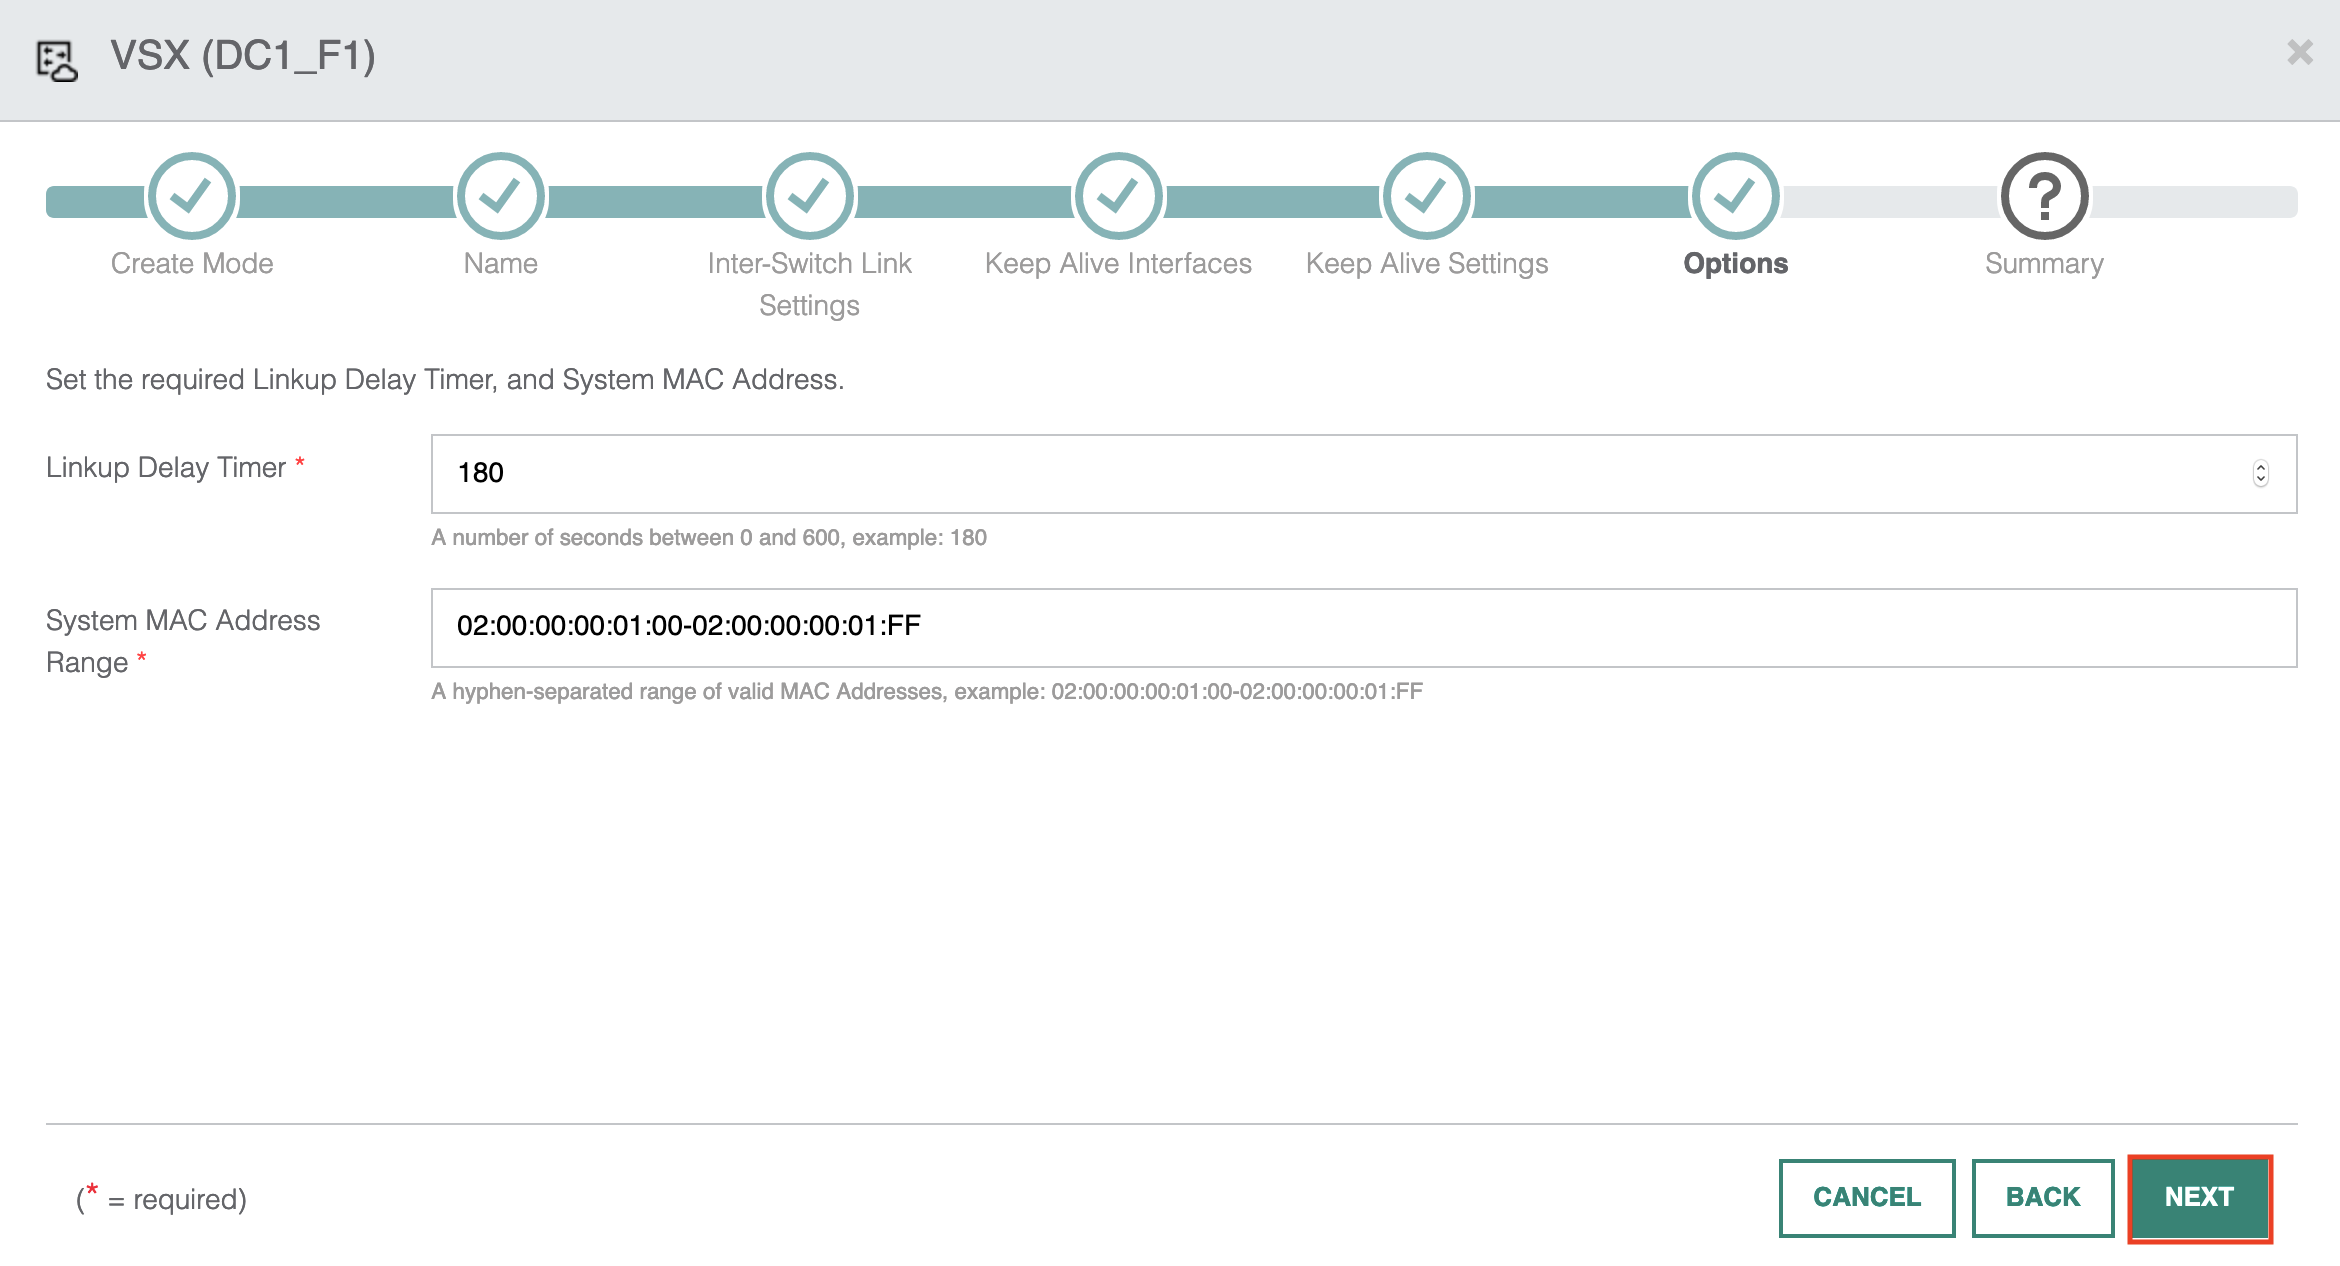 VSX (DC1_F1)
Create Mode
Name
Inter-Switch Link
Settings
Keep Alive Interfaces
Keep Alive Settings
Options
?
Summary
Set the required Linkup Delay Timer, and System MAC Address.
Linkup Delay Timer *
180
A number of seconds between 0 and 600, example: 180
System MAC Address
Range *
02:00:00:00:01:00-02:00:00:00:01:FF
A hyphen-separated range of valid MAC Addresses, example: 02:00:00:00:01:00-02:00:00:00:01:FF
(* = required)
CANCEL
BACK
NEXT